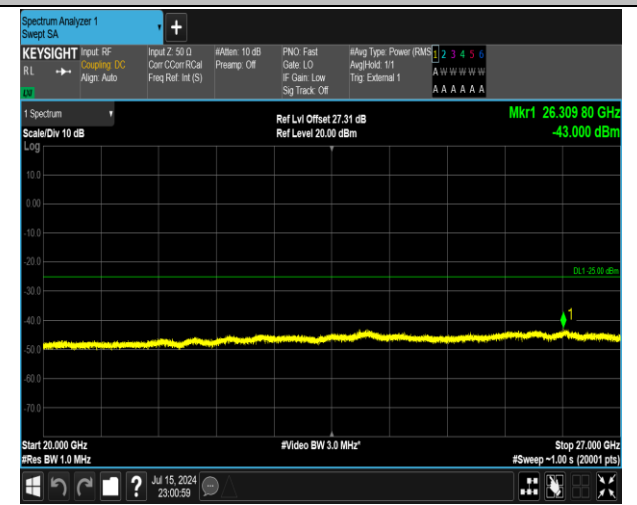 Spectrum Analyzer 1
Swept SA
+
KEYSIGHT
RL
Input: RF
Coupling: DC
Align: Auto
Input Z: 50 Ω
Corr CCorr RCal
Freq Ref: Int (S)
#Atten: 10 dB
Preamp: Off
PNO: Fast
Gate: LO
IF Gain: Low
Sig Track: Off
#Avg Type: Power (RMS
Avg|Hold: 1/1
Trig: External 1
1 2 3 4 5 6
A W W W W W
A A A A A A
1 Spectrum
Scale/Div 10 dB
Log
Ref Lvl Offset 27.31 dB
Ref Level 20.00 dBm
Mkr1 26.309 80 GHz
-43.000 dBm
10.0
0.00
-10.0
-20.0
DL1 -25.00 dBm
-30.0
-40.0
1
-50.0
-60.0
-70.0
Start 20.000 GHz
#Res BW 1.0 MHz
#Video BW 3.0 MHz*
Stop 27.000 GHz
#Sweep ~1.00 s (20001 pts)
?
Jul 15, 2024
23:00:59